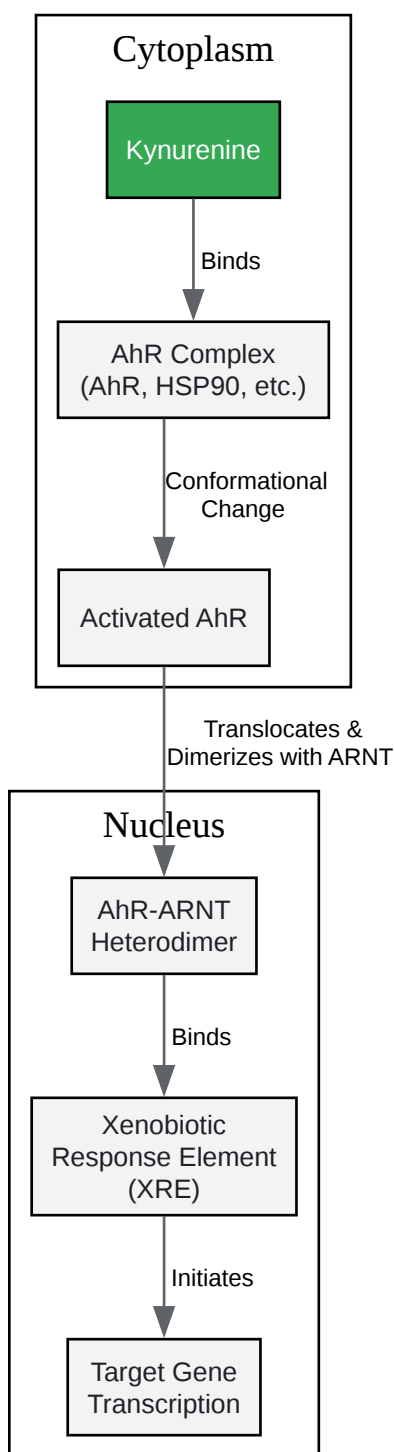 Cytoplasm
Kynurenine
Binds
AhR Complex
(AhR, HSP90, etc.)
Conformational
Change
Activated AhR
Translocates &
Dimerizes with ARNT
Nucleus
AhR-ARNT
Heterodimer
Binds
Xenobiotic
Response Element
(XRE)
Initiates
Target Gene
Transcription